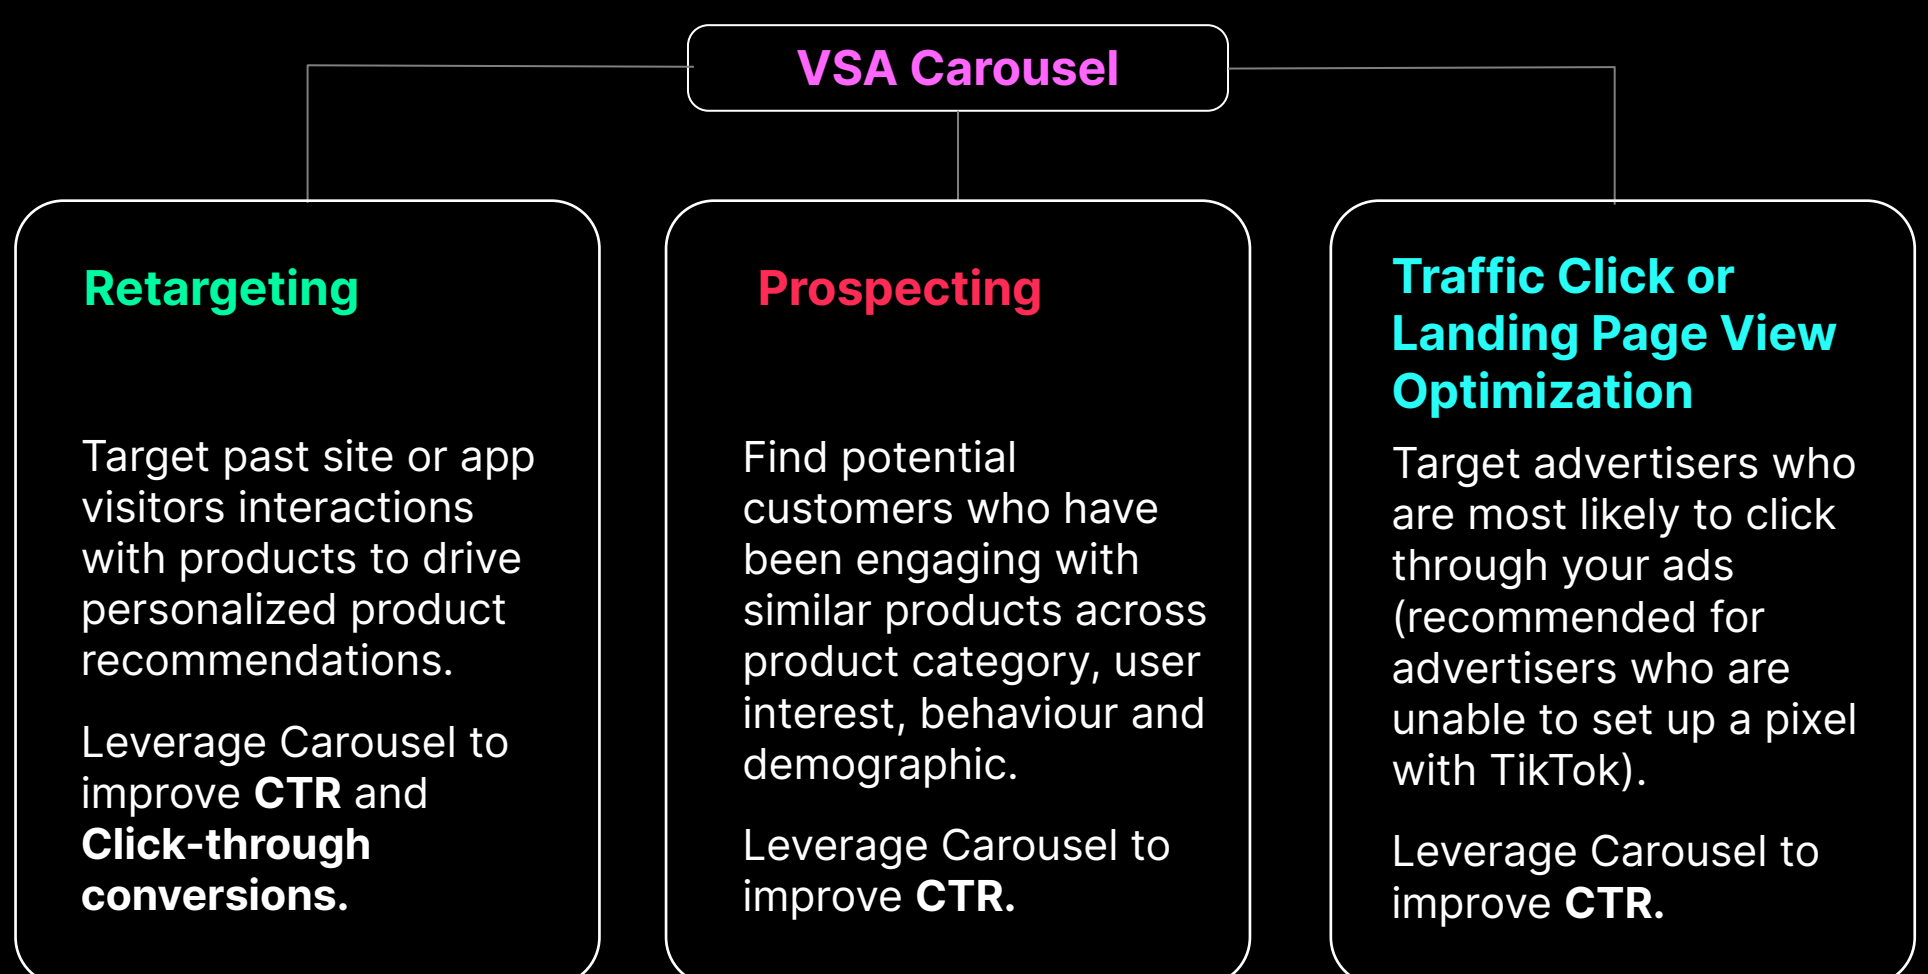 VSA Carousel
Retargeting
Target past site or app
visitors interactions
with products to drive
personalized product
recommendations.
Leverage Carousel to
improve CTR and
Click-through
conversions.
Prospecting
Find potential
customers who have
been engaging with
similar products across
product category, user
interest, behaviour and
demographic.
Leverage Carousel to
improve CTR.
Traffic Click or
Landing Page View
Optimization
Target advertisers who
are most likely to click
through your ads
(recommended for
advertisers who are
unable to set up a pixel
with TikTok).
Leverage Carousel to
improve CTR.